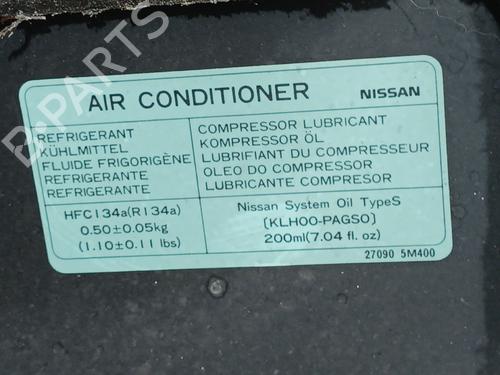 B-PARTS
AIR CONDITIONER NISSAN
REFRIGERANT
KÜHLMITTEL
FLUIDE FRIGORIGÈNE
REFRIGERANTE
REFRIGERANTE
COMPRESSOR LUBRICANT
KOMPRESSOR ÖL
LUBRIFIANT DU COMPRESSEUR
OLEO DO COMPRESSOR
LUBRICANTE COMPRESOR
HFC134a(R134a)
0.50±0.05kg
(1.10±0.11 lbs)
Nissan System Oil TypeS
(KLH00-PAGS0)
200ml(7.04 fl. oz)
27090 5M400